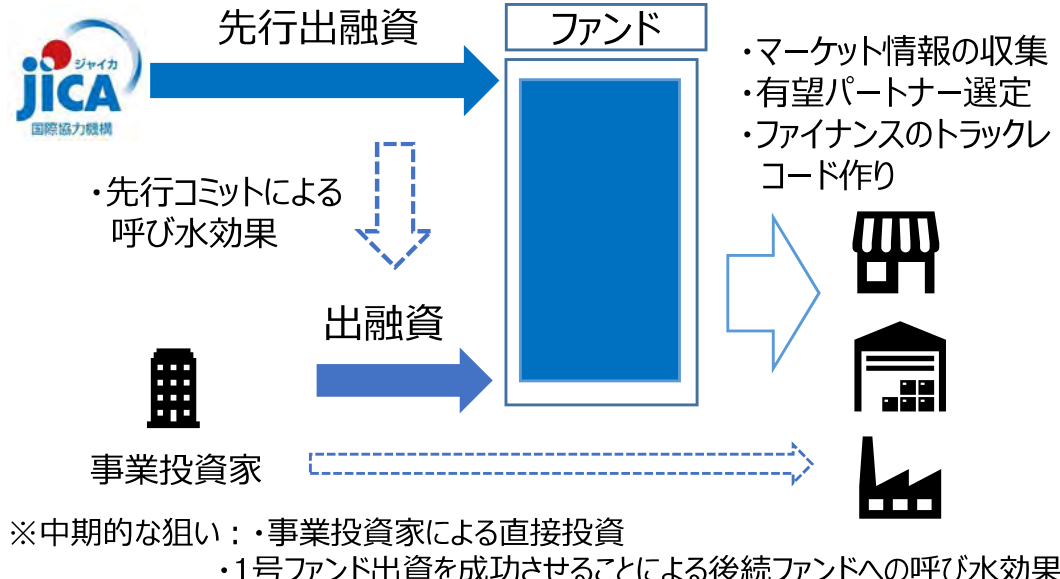 先行出融資
ファンド
ジャイカ
JICA
国際協力機構
・マーケット情報の収集
・有望パートナー選定
・ファイナンスのトラックレ
コード作り
・先行コミットによる
呼び水効果
出融資
事業投資家
※中期的な狙い：・事業投資家による直接投資
・1号ファンド出資を成功させることによる後続ファンドへの呼び水効果